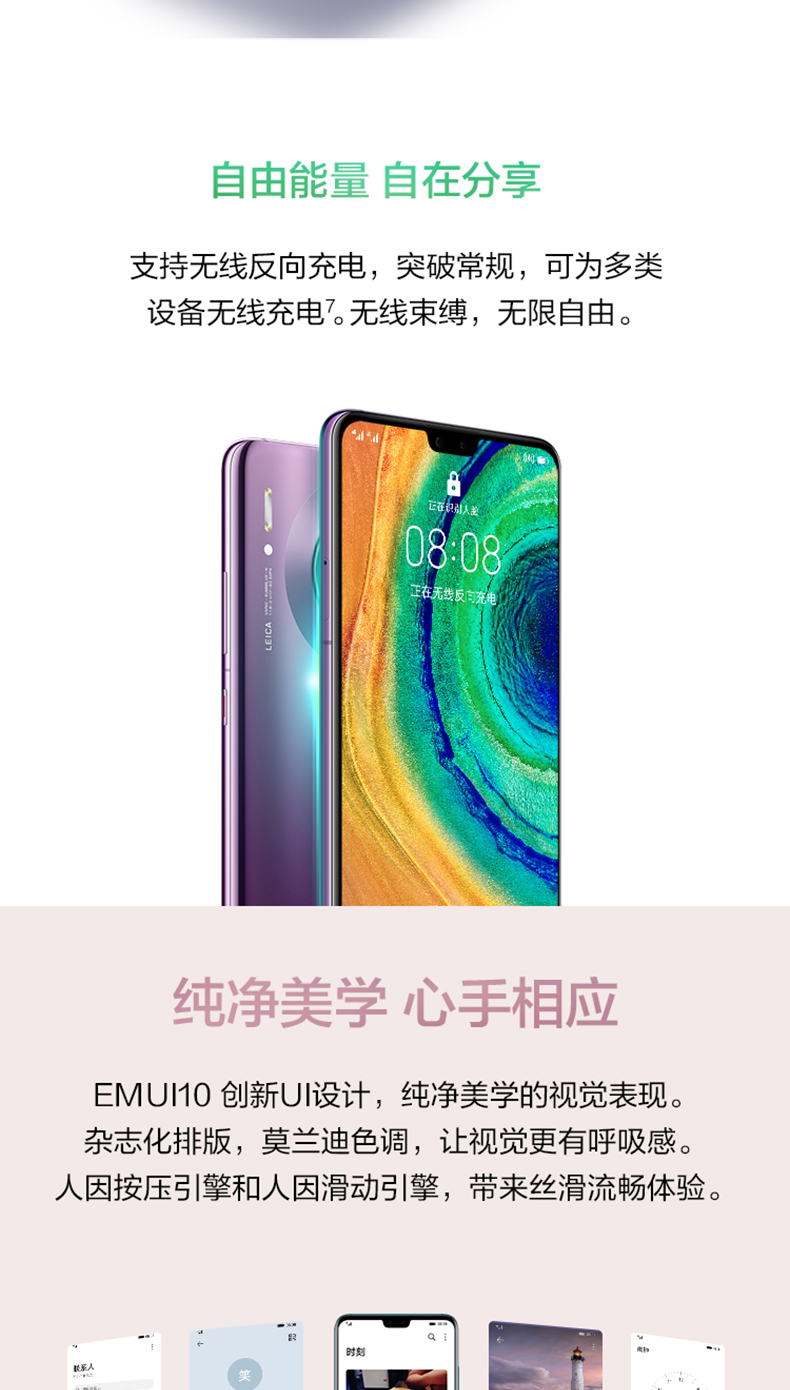 自由能量 自在分享
支持无线反向充电，突破常规，可为多类
设备无线充电7。无线束缚，无限自由。
正在识别人脸
08:08
正在无线反向充电
LEICA
纯净美学 心手相应
EMUI10 创新UI设计，纯净美学的视觉表现。
杂志化排版，莫兰迪色调，让视觉更有呼吸感。
人因按压引擎和人因滑动引擎，带来丝滑流畅体验。
时刻
联系人
笑